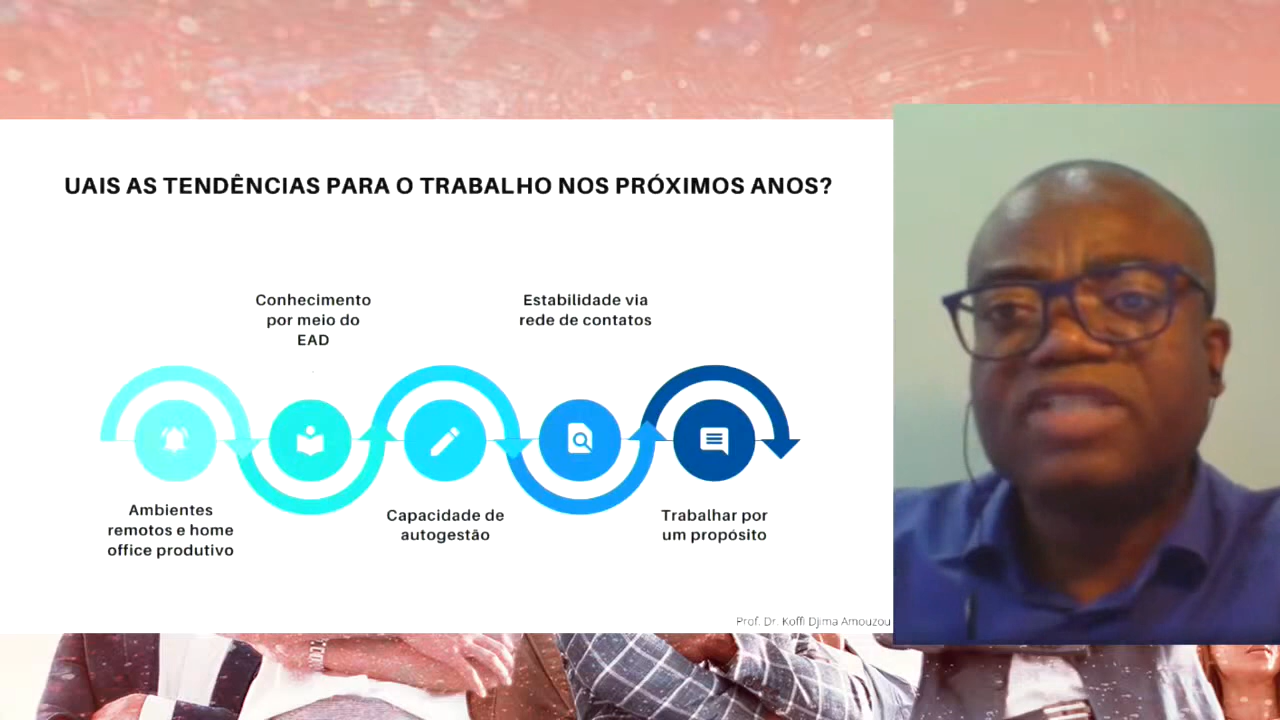 UAIS AS TENDÊNCIAS PARA O TRABALHO NOS PRÓXIMOS ANOS?
Conhecimento
por meio do
EAD
Estabilidade via
rede de contatos
Ambientes
remotos e home
office produtivo
Capacidade de
autogestão
Trabalhar por
um propósito
Prof. Dr. Koffi Djima Amouzou